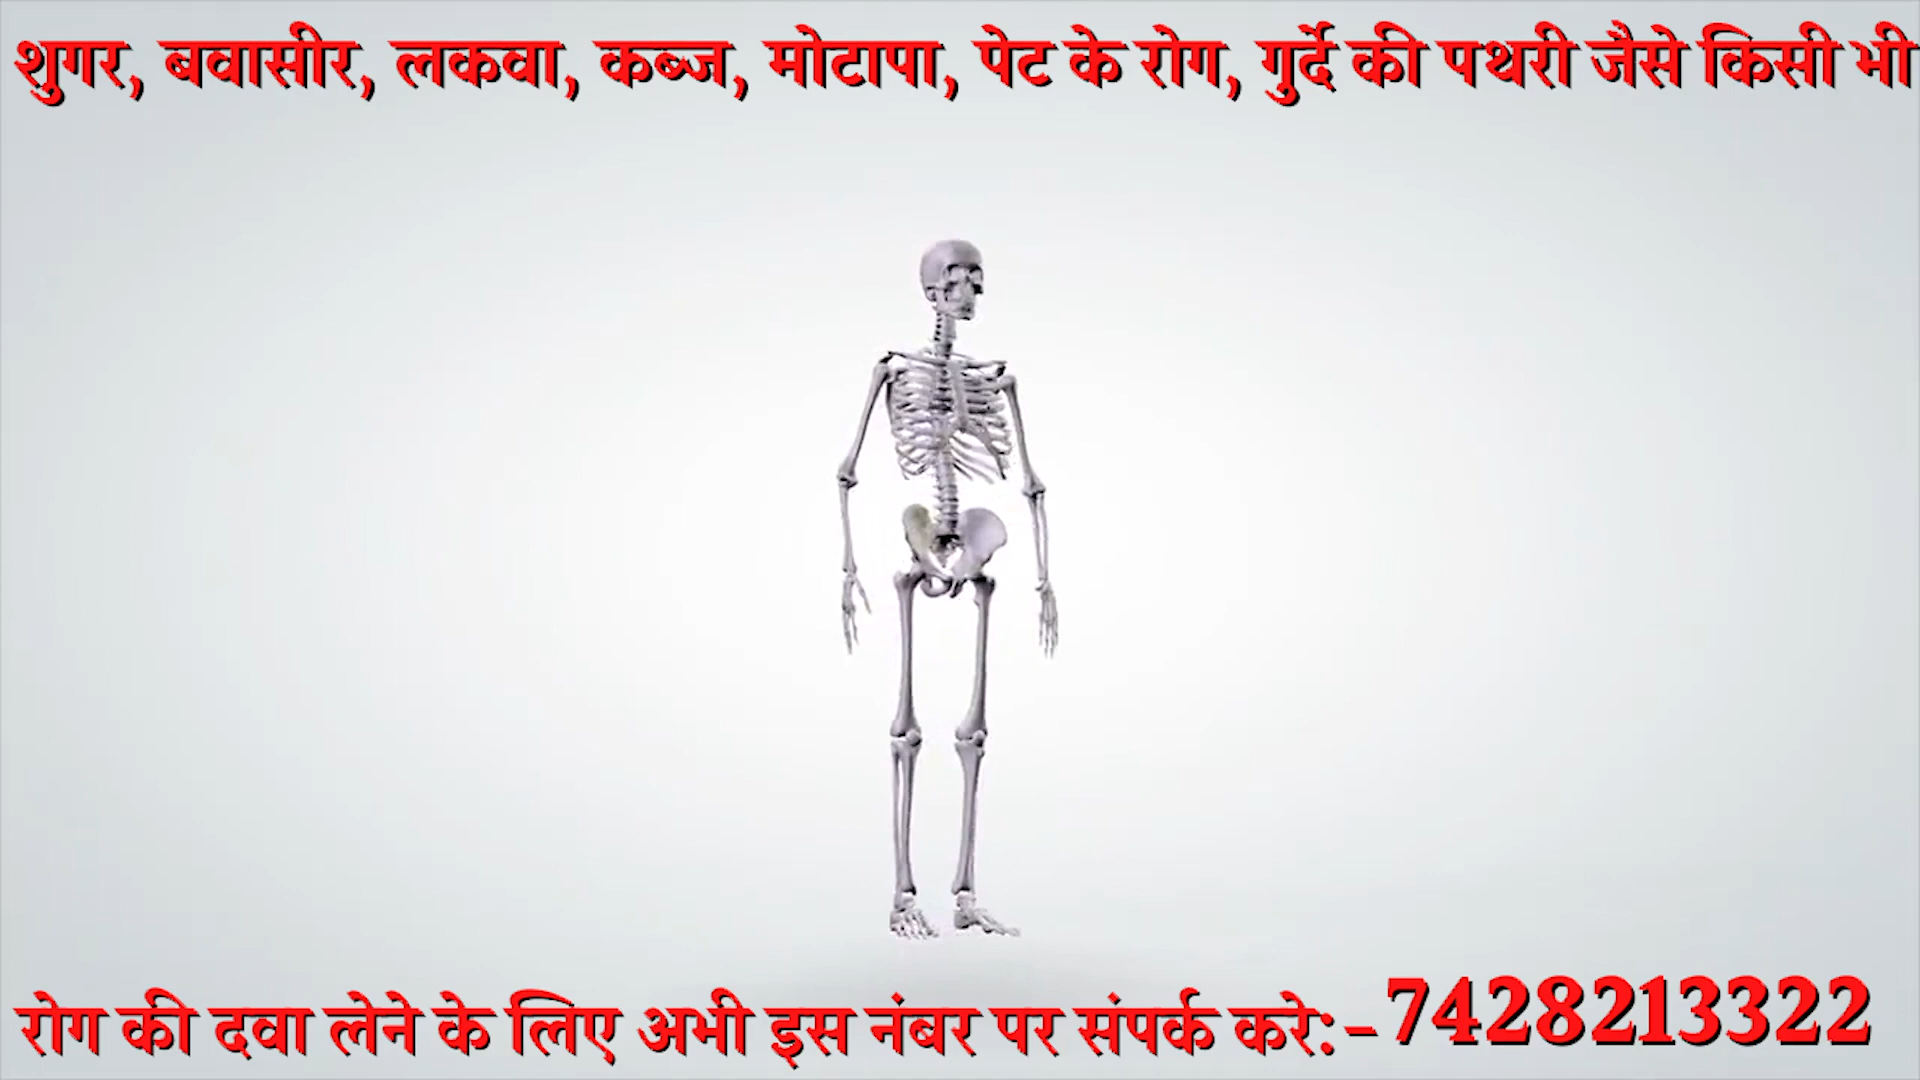 शुगर, बवासीर, लकवा, कब्ज, मोटापा, पेट के रोग, गुर्दे की पथरी जैसे किसी भी
रोग की दवा लेने के लिए अभी इस नंबर पर संपर्क करे:-7428213322